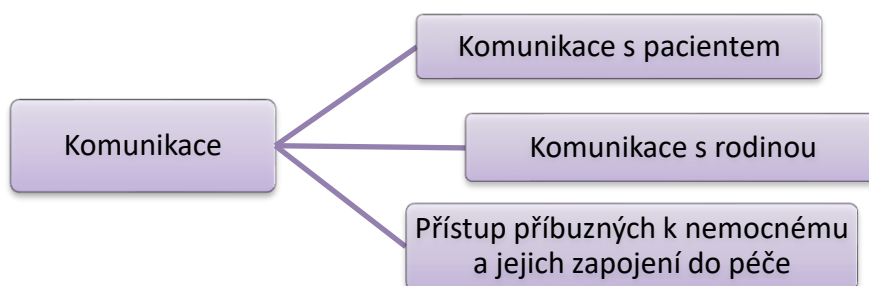 Komunikace s pacientem
Komunikace
Komunikace s rodinou
Přístup příbuzných k nemocnému
a jejich zapojení do péče